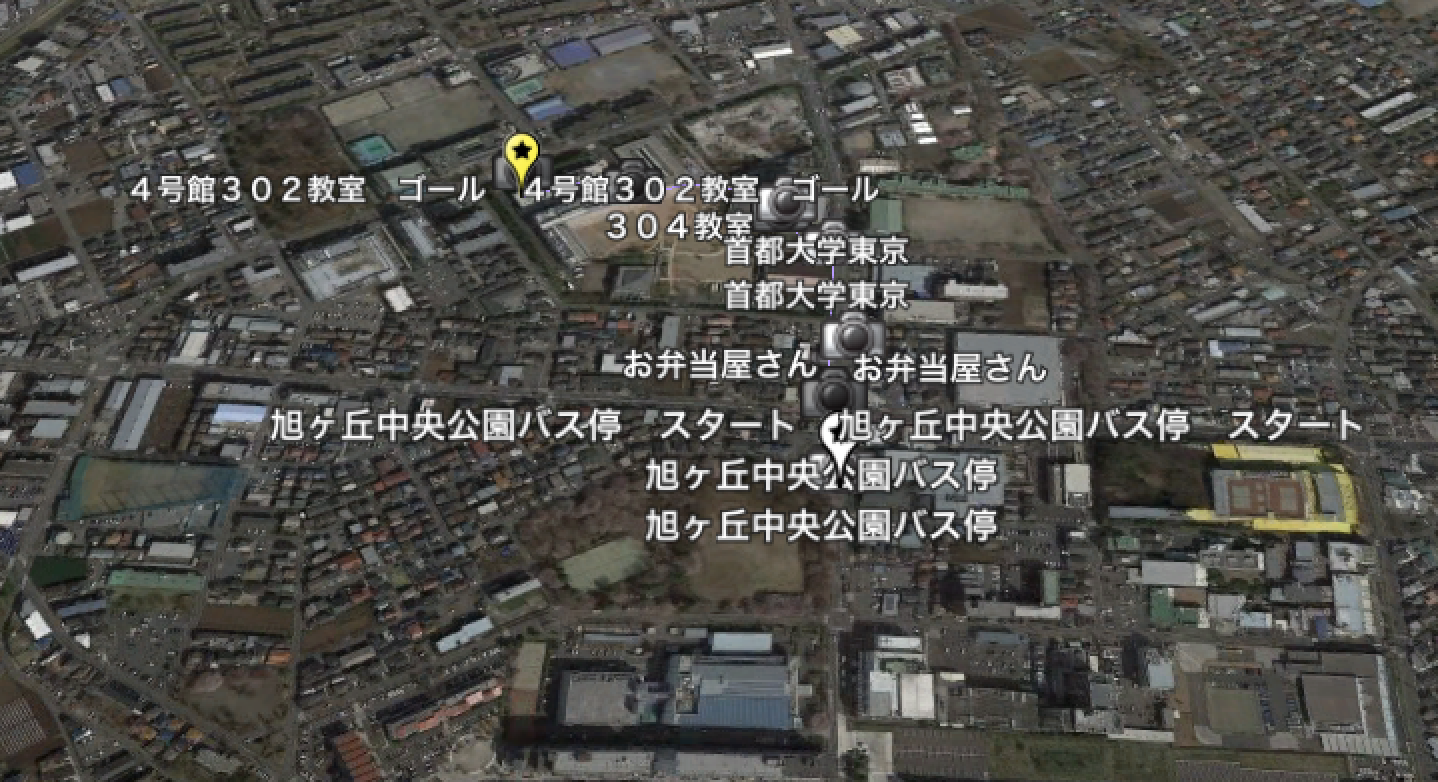 4号館302教室 ゴール
4号館302教室 ゴール
304教室
首都大学東京
首都大学東京
お弁当屋さん
お弁当屋さん
旭ヶ丘中央公園バス停 スタート
旭ヶ丘中央公園バス停 スタート
旭ヶ丘中央公園バス停
旭ヶ丘中央公園バス停